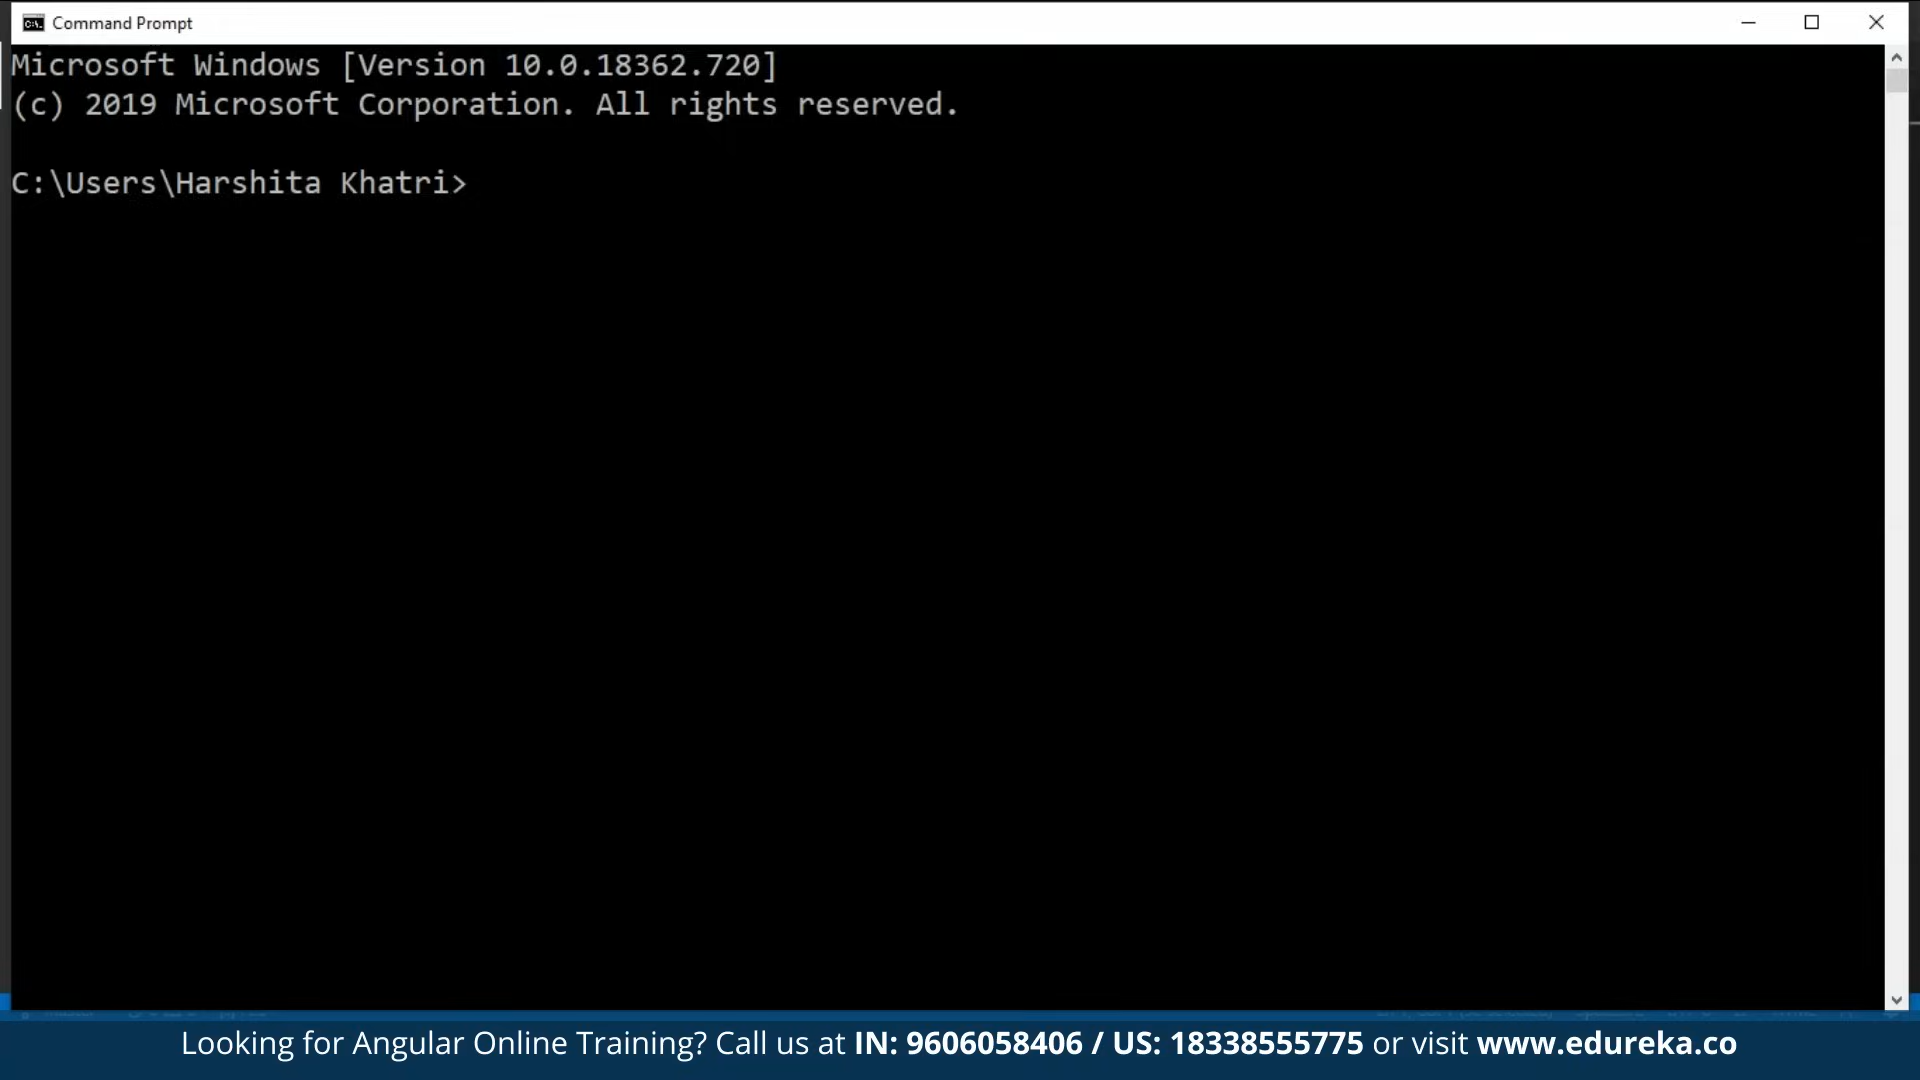 Command Prompt
Microsoft Windows [Version 10.0.18362.720]
(c) 2019 Microsoft Corporation. All rights reserved.
C:\Users\Harshita Khatri>
Looking for Angular Online Training? Call us at IN: 9606058406 / US: 18338555775 or visit www.edureka.co